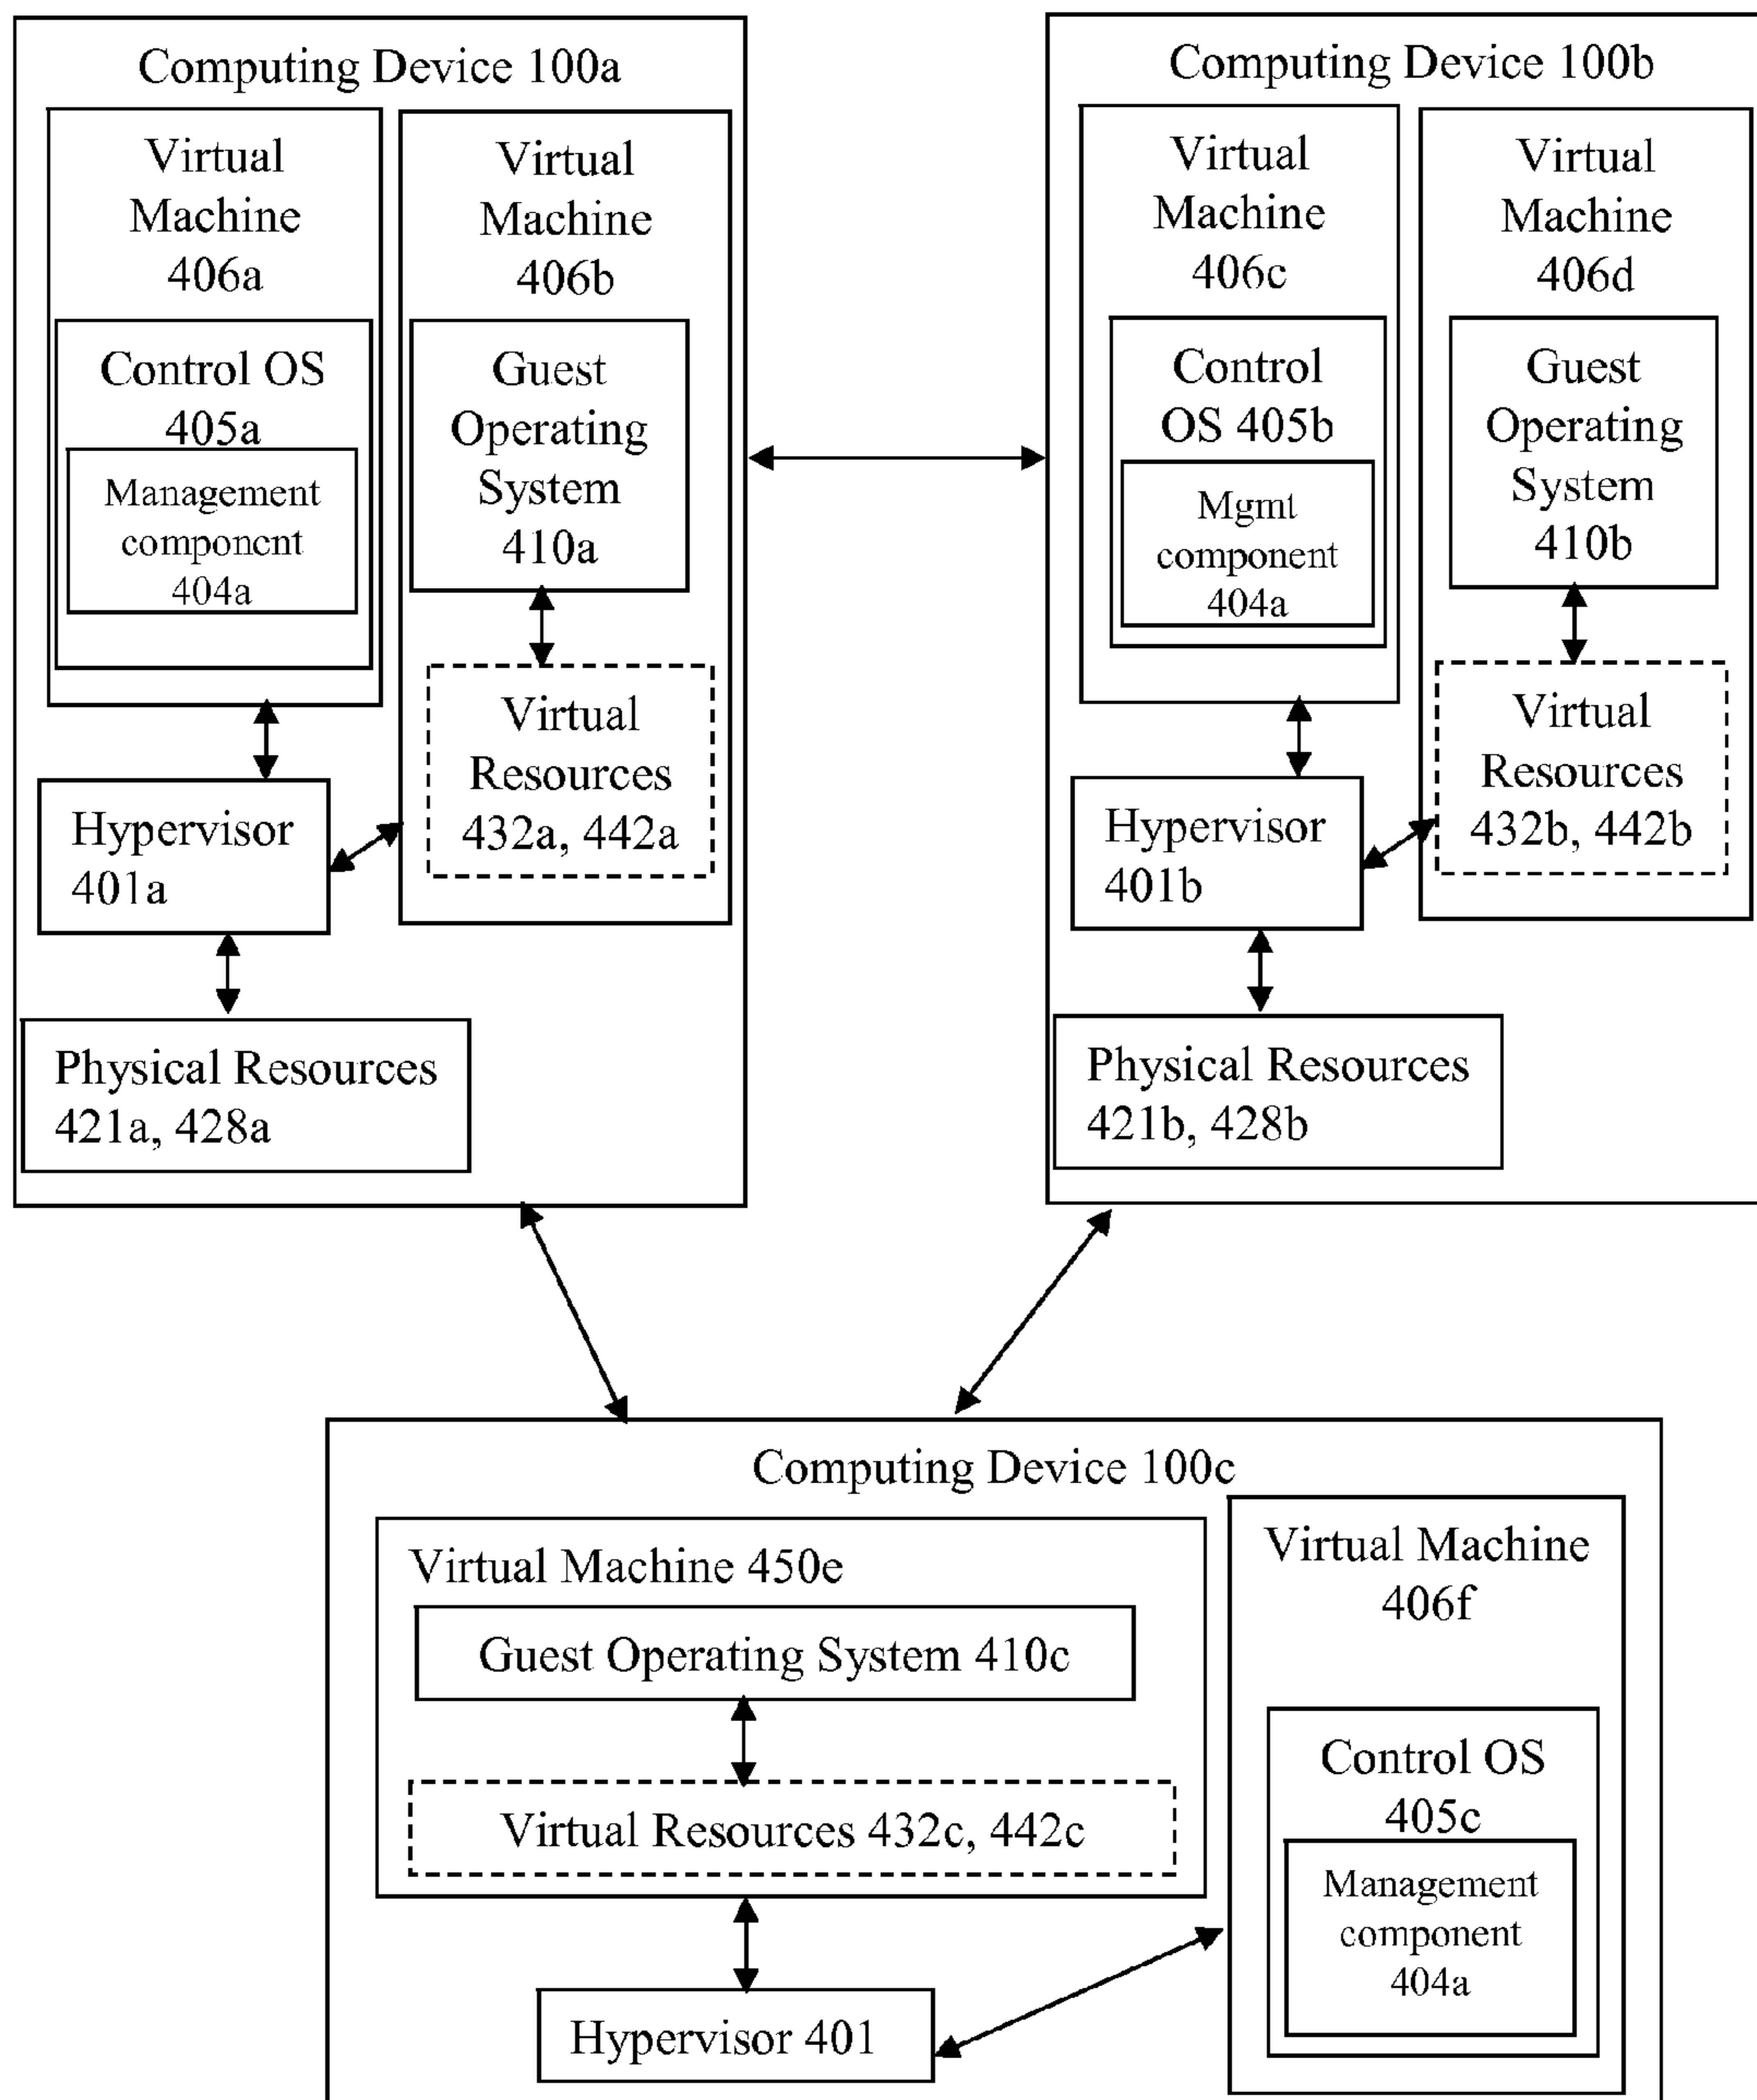 Computing Device 100a
Virtual
Machine
406a
Control OS
405a
Management
component
404a
Virtual
Machine
406b
Guest
Operating
System
410a
Virtual
Resources
432a, 442a
Hypervisor
401a
Physical Resources
421a, 428a
Computing Device 100b
Virtual
Machine
406c
Control
OS 405b
Mgmt
component
404a
Virtual
Machine
406d
Guest
Operating
System
410b
Virtual
Resources
432b, 442b
Hypervisor
401b
Physical Resources
421b, 428b
Computing Device 100c
Virtual Machine 450e
Guest Operating System 410c
Virtual Resources 432c, 442c
Hypervisor 401
Virtual Machine
406f
Control OS
405c
Management
component
404a